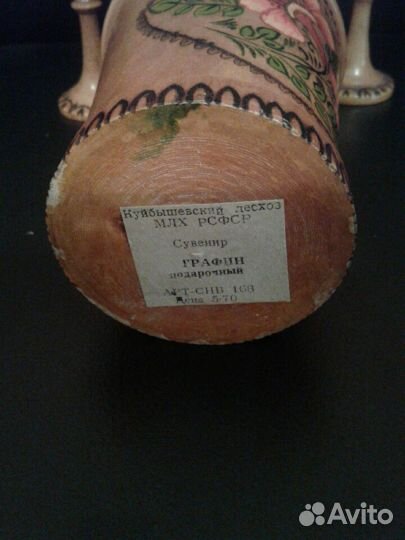 Куйбышевский лесхоз
МЛХ РСФСР
Сувенир
ГРАФИН
подарочный
АРТ-СНВ 168
Цена 5-70
Avito